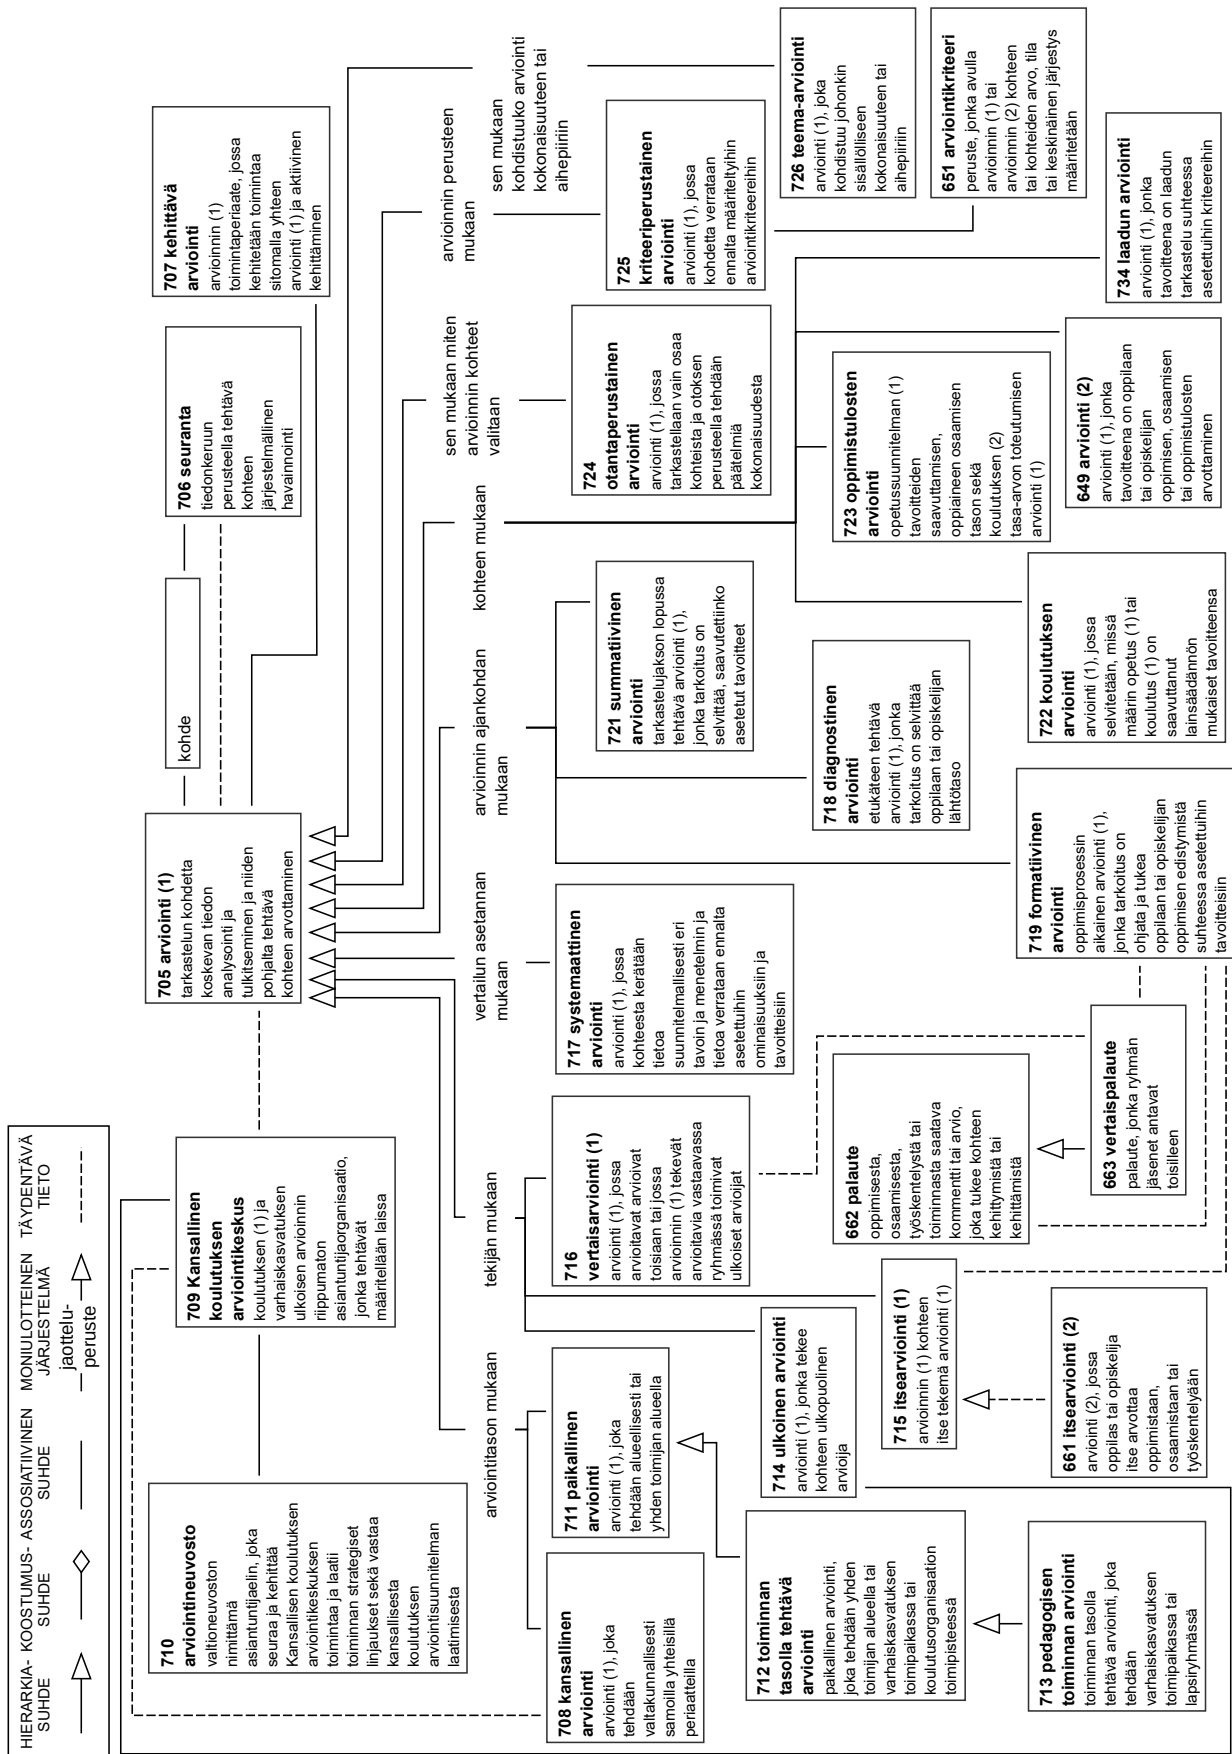 HIERARKIA-
SUHDE
KOOSTUMUS-
SUHDE
ASSOSIATIIVINEN
SUHDE
MONIULOTTEINEN
JÄRJESTELMÄ
jaottelu-
peruste
TÄYDENTÄVÄ
TIETO
710
arviointineuvosto
valtioneuvoston
nimittämä
asiantuntijaelin, joka
seuraa ja kehittää
Kansallisen koulutuksen
arviointikeskuksen
toimintaa ja laatii
toiminnan strategiset
linjaukset sekä vastaa
kansallisesta
koulutuksen
arviointisuunnitelman
laatimisesta
709 Kansallinen
koulutuksen
arviointikeskus
koulutuksen (1) ja
varhaiskasvatuksen
ulkoisen arvioinnin
riippumaton
asiantuntijaorganisaatio,
jonka tehtävät
määritellään laissa
705 arviointi (1)
tarkastelun kohdetta
koskevan tiedon
analysointi ja
tulkitseminen ja niiden
pohjalta tehtävä
kohteen arvottaminen
kohde
706 seuranta
tiedonkeruun
perusteella tehtävä
kohteen
järjestelmällinen
havainnointi
707 kehittävä
arviointi
arvioinnin (1)
toimintaperiaate, jossa
kehitetään toimintaa
sitomalla yhteen
arviointi (1) ja aktiivinen
kehittäminen
arviointitason mukaan
tekijän mukaan
vertailun asetannan
mukaan
arvioinnin ajankohdan
mukaan
kohteen mukaan
sen mukaan miten
arvioinnin kohteet
valitaan
arvioinnin perusteen
mukaan
sen mukaan
kohdistuuko arviointi
kokonaisuuteen tai
aihepiiriin
708 kansallinen
arviointi
arviointi (1), joka
tehdään
valtakunnallisesti
samoilla yhteisillä
periaatteilla
711 paikallinen
arviointi
arviointi (1), joka
tehdään alueellisesti tai
yhden toimijan alueella
716
vertaisarviointi (1)
arviointi (1), jossa
arvioitavat arvioivat
toisiaan tai jossa
arvioinnin (1) tekevät
arvioitavia vastaavassa
ryhmässä toimivat
ulkoiset arvioijat
717 systemaattinen
arviointi
arviointi (1), jossa
kohteesta kerätään
tietoa
suunnitelmallisesti eri
tavoin ja menetelmin ja
tietoa verrataan ennalta
asetettuihin
ominaisuuksiin ja
tavoitteisiin
721 summatiivinen
arviointi
tarkastelujakson lopussa
tehtävä arviointi (1),
jonka tarkoitus on
selvittää, saavutettiinko
asetetut tavoitteet
724
otantaperustainen
arviointi
arviointi (1), jossa
tarkastellaan vain osaa
kohteista ja otoksen
perusteella tehdään
päätelmiä
kokonaisuudesta
725
kriteeriperustainen
arviointi
arviointi (1), jossa
kohdetta verrataan
ennalta määriteltyihin
arviointikriteereihin
726 teema-arviointi
arviointi (1), joka
kohdistuu johonkin
sisällölliseen
kokonaisuuteen tai
aihepiiriin
712 toiminnan
tasolla tehtävä
arviointi
paikallinen arviointi,
joka tehdään yhden
toimijan alueella tai
varhaiskasvatuksen
toimipaikassa tai
koulutusorganisaation
toimipisteessä
714 ulkoinen arviointi
arviointi (1), jonka tekee
kohteen ulkopuolinen
arvioija
662 palaute
oppimisesta,
osaamisesta,
työskentelystä tai
toiminnasta saatava
kommentti tai arvio,
joka tukee kohteen
kehittymistä tai
kehittämistä
718 diagnostinen
arviointi
etukäteen tehtävä
arviointi (1), jonka
tarkoitus on selvittää
oppilaan tai opiskelijan
lähtötaso
723 oppimistulosten
arviointi
opetussuunnitelman (1)
tavoitteiden
saavuttamisen,
oppiaineen osaamisen
tason sekä
koulutuksen (2)
tasa-arvon toteutumisen
arviointi (1)
651 arviointikriteeri
peruste, jonka avulla
arvioinnin (1) tai
arvioinnin (2) kohteen
tai kohteiden arvo, tila
tai keskinäinen järjestys
määritetään
715 itsearviointi (1)
arvioinnin (1) kohteen
itse tekemä arviointi (1)
713 pedagogisen
toiminnan arviointi
toiminnan tasolla
tehtävä arviointi, joka
tehdään
varhaiskasvatuksen
toimipaikassa tai
lapsiryhmässä
661 itsearviointi (2)
arviointi (2), jossa
oppilas tai opiskelija
itse arvottaa
oppimistaan,
osaamistaan tai
työskentelyään
663 vertaispalaute
palaute, jonka ryhmän
jäsenet antavat
toisilleen
719 formatiivinen
arviointi
oppimisprosessin
aikainen arviointi (1),
jonka tarkoitus on
ohjata ja tukea
oppilaan tai opiskelijan
oppimisen edistymistä
suhteessa asetettuihin
tavoitteisiin
722 koulutuksen
arviointi
arviointi (1), jossa
selvitetään, missä
määrin opetus (1) tai
koulutus (1) on
saavuttanut
lainsäädännön
mukaiset tavoitteensa
649 arviointi (2)
arviointi (1), jonka
tavoitteena on oppilaan
tai opiskelijan
oppimisen, osaamisen
tai oppimistulosten
arvottaminen
734 laadun arviointi
arviointi (1), jonka
tavoitteena on laadun
tarkastelu suhteessa
asetettuihin kriteereihin